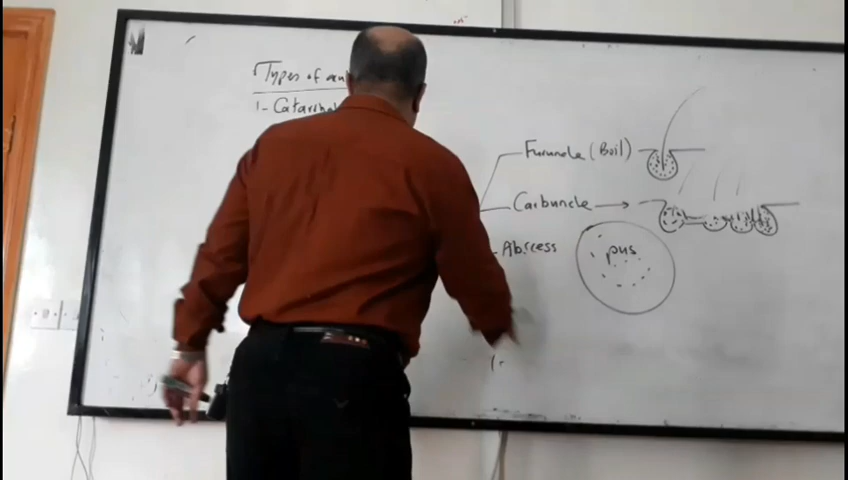 Types of
1- Catarrhal
Furuncle (Boil)
Carbuncle
Abscess
pus